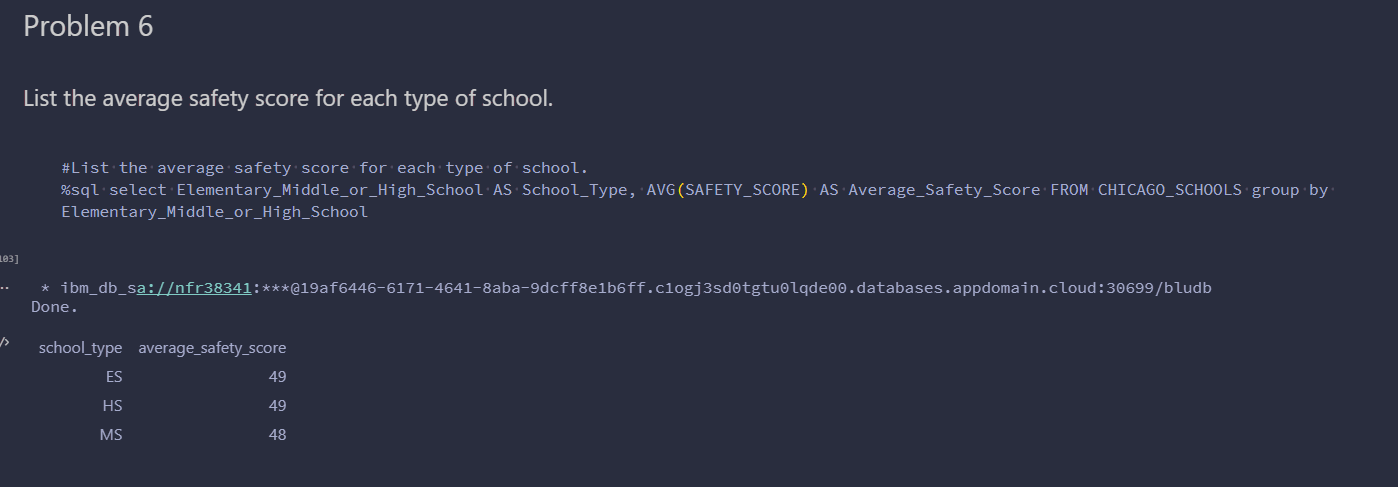 Problem 6
List the average safety score for each type of school.
#List the average safety score for each type of school.
%sql select Elementary_Middle_or_High_School AS School_Type, AVG(SAFETY_SCORE) AS Average_Safety_Score FROM CHICAGO_SCHOOLS group by
Elementary_Middle_or_High_School
103]
* ibm_db_sa://nfr38341:***@19af6446-6171-4641-8aba-9dcff8e1b6ff.c1ogj3sd0tgtu0lqde00.databases.appdomain.cloud:30699/bludb
Done.
school_type average_safety_score
ES 49
HS 49
MS 48